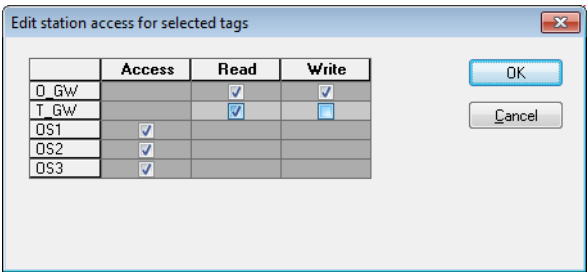 Edit station access for selected tags
Access Read Write
O_GW
T_GW
OS1
OS2
OS3
OK
Cancel